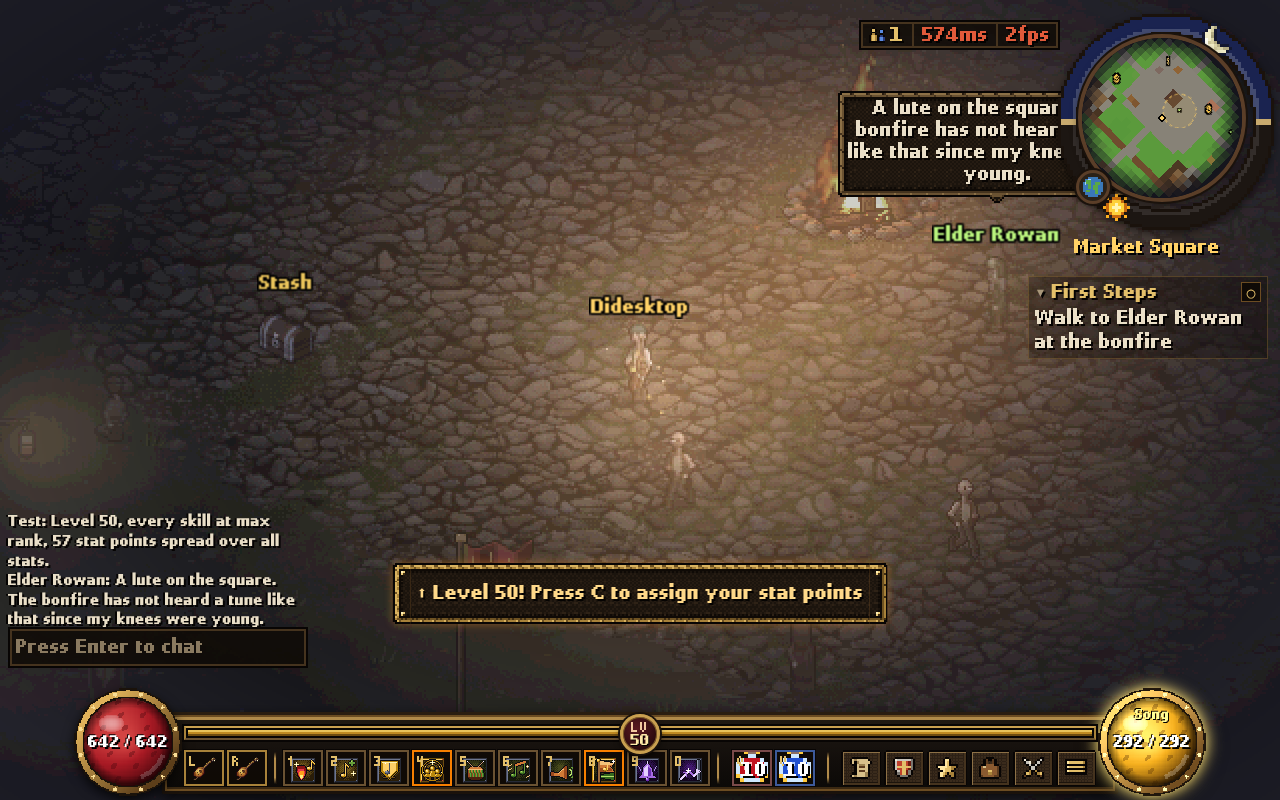 1 574ms 2fps
A lute on the squar
bonfire has not hear
like that since my kne
young.
Elder Rowan
Market Square
Stash
Didesktop
First Steps
Walk to Elder Rowan
at the bonfire
Test: Level 50, every skill at max
rank, 57 stat points spread over all
stats.
Elder Rowan: A lute on the square.
The bonfire has not heard a tune like
that since my knees were young.
Press Enter to chat
↑ Level 50! Press C to assign your stat points
642 / 642
LV
50
Song
292 / 292
L R 1 2 3 4 5 6 7 8 9 0 10 10